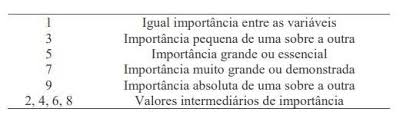 1 Igual importância entre as variáveis
3 Importância pequena de uma sobre a outra
5 Importância grande ou essencial
7 Importância muito grande ou demonstrada
9 Importância absoluta de uma sobre a outra
2, 4, 6, 8 Valores intermediários de importância